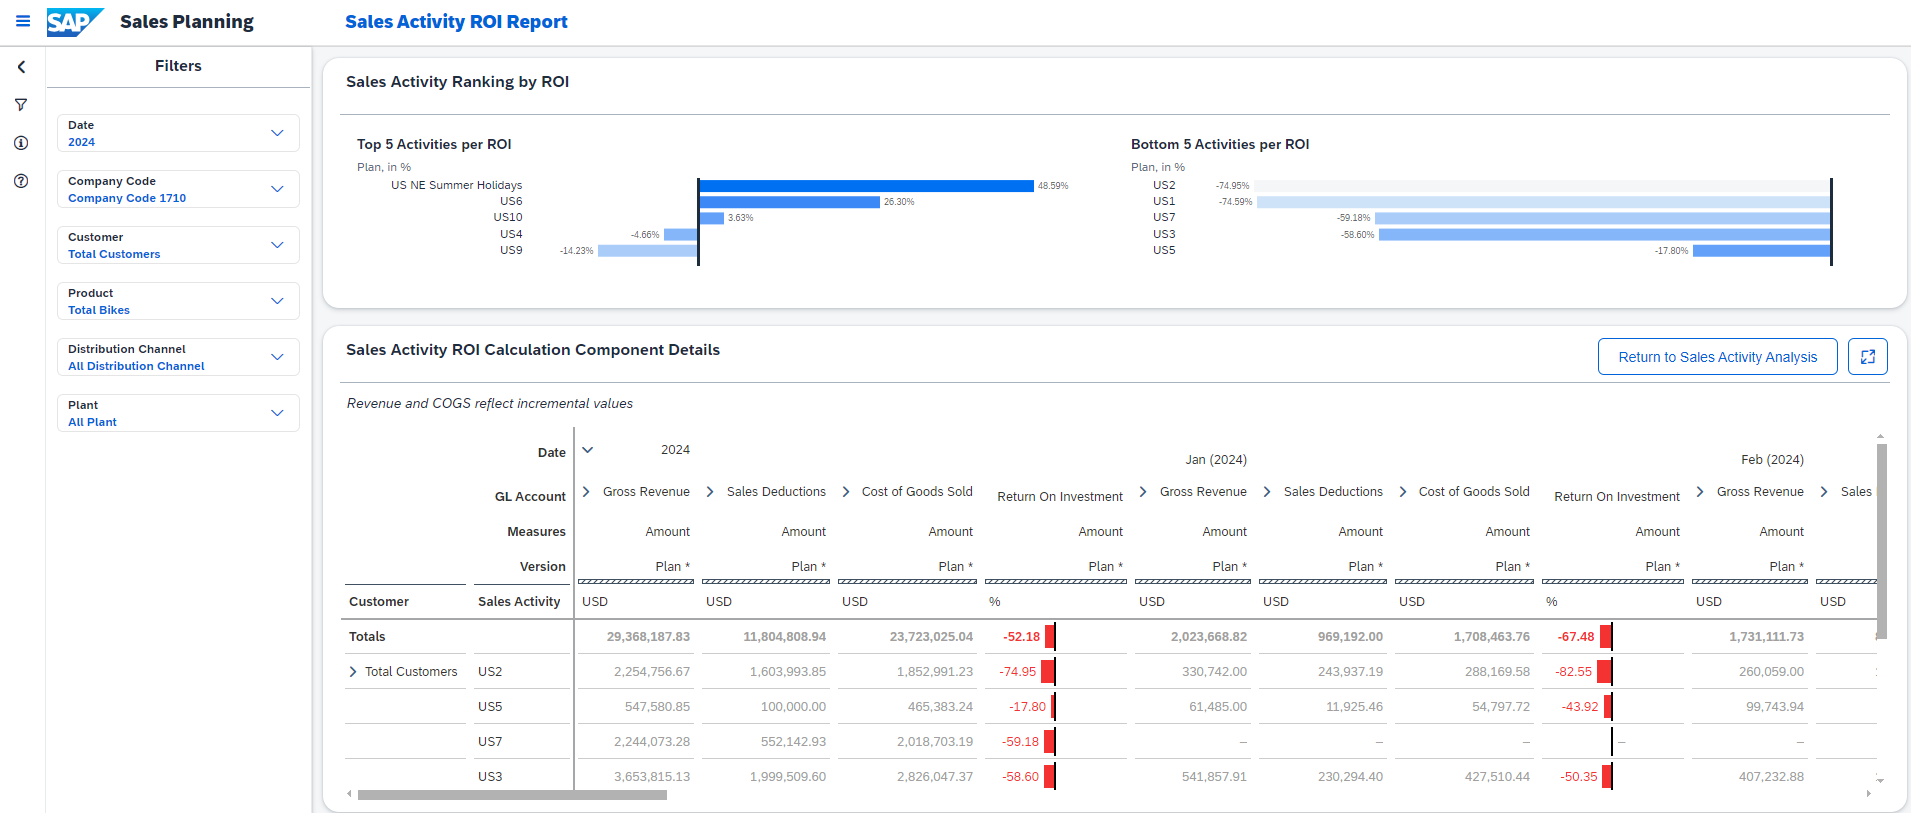 SAP Sales Planning Sales Activity ROI Report
Filters
Date
2024
Company Code
Company Code 1710
Customer
Total Customers
Product
Total Bikes
Distribution Channel
All Distribution Channel
Plant
All Plant
Sales Activity Ranking by ROI
Top 5 Activities per ROI
Plan, in %
US NE Summer Holidays 48.59%
US6 26.30%
US10 3.63%
US4 -4.66%
US9 -14.23%
Bottom 5 Activities per ROI
Plan, in %
US2 -74.95%
US1 -74.59%
US7 -59.18%
US3 -58.60%
US5 -17.80%
Sales Activity ROI Calculation Component Details
Return to Sales Activity Analysis
Revenue and COGS reflect incremental values
Date 2024 Jan (2024) Feb (2024)
GL Account Gross Revenue Sales Deductions Cost of Goods Sold Return On Investment Gross Revenue Sales Deductions Cost of Goods Sold Return On Investment Gross Revenue Sales
Measures Amount Amount Amount Amount Amount Amount Amount Amount Amount
Version Plan * Plan * Plan * Plan * Plan * Plan * Plan * Plan * Plan *
Customer Sales Activity USD USD USD % USD USD USD % USD USD
Totals 29,368,187.83 11,804,808.94 23,723,025.04 -52.18 2,023,668.82 969,192.00 1,708,463.76 -67.48 1,731,111.73
Total Customers US2 2,254,756.67 1,603,993.85 1,852,991.23 -74.95 330,742.00 243,937.19 288,169.58 -82.55 260,059.00
US5 547,580.85 100,000.00 465,383.24 -17.80 61,485.00 11,925.46 54,797.72 -43.92 99,743.94
US7 2,244,073.28 552,142.93 2,018,703.19 -59.18 – – – – –
US3 3,653,815.13 1,999,509.60 2,826,047.37 -58.60 541,857.91 230,294.40 427,510.44 -50.35 407,232.88